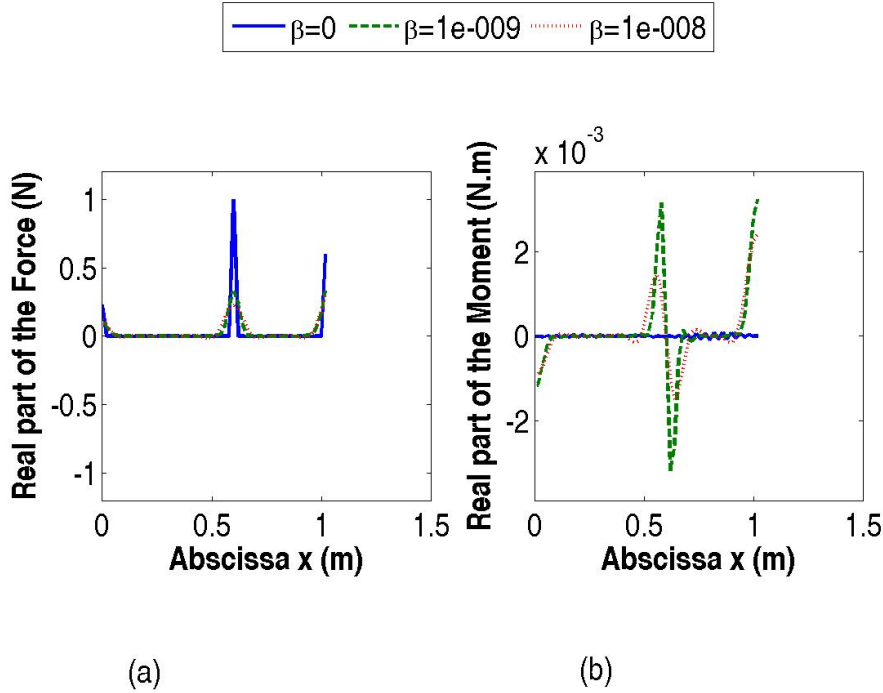 β=0 β=1e-009 β=1e-008
Real part of the Force (N)
1
0.5
0
-0.5
-1
0 0.5 1 1.5
Abscissa x (m)
(a)
x 10⁻³
Real part of the Moment (N.m)
2
0
-2
0 0.5 1 1.5
Abscissa x (m)
(b)